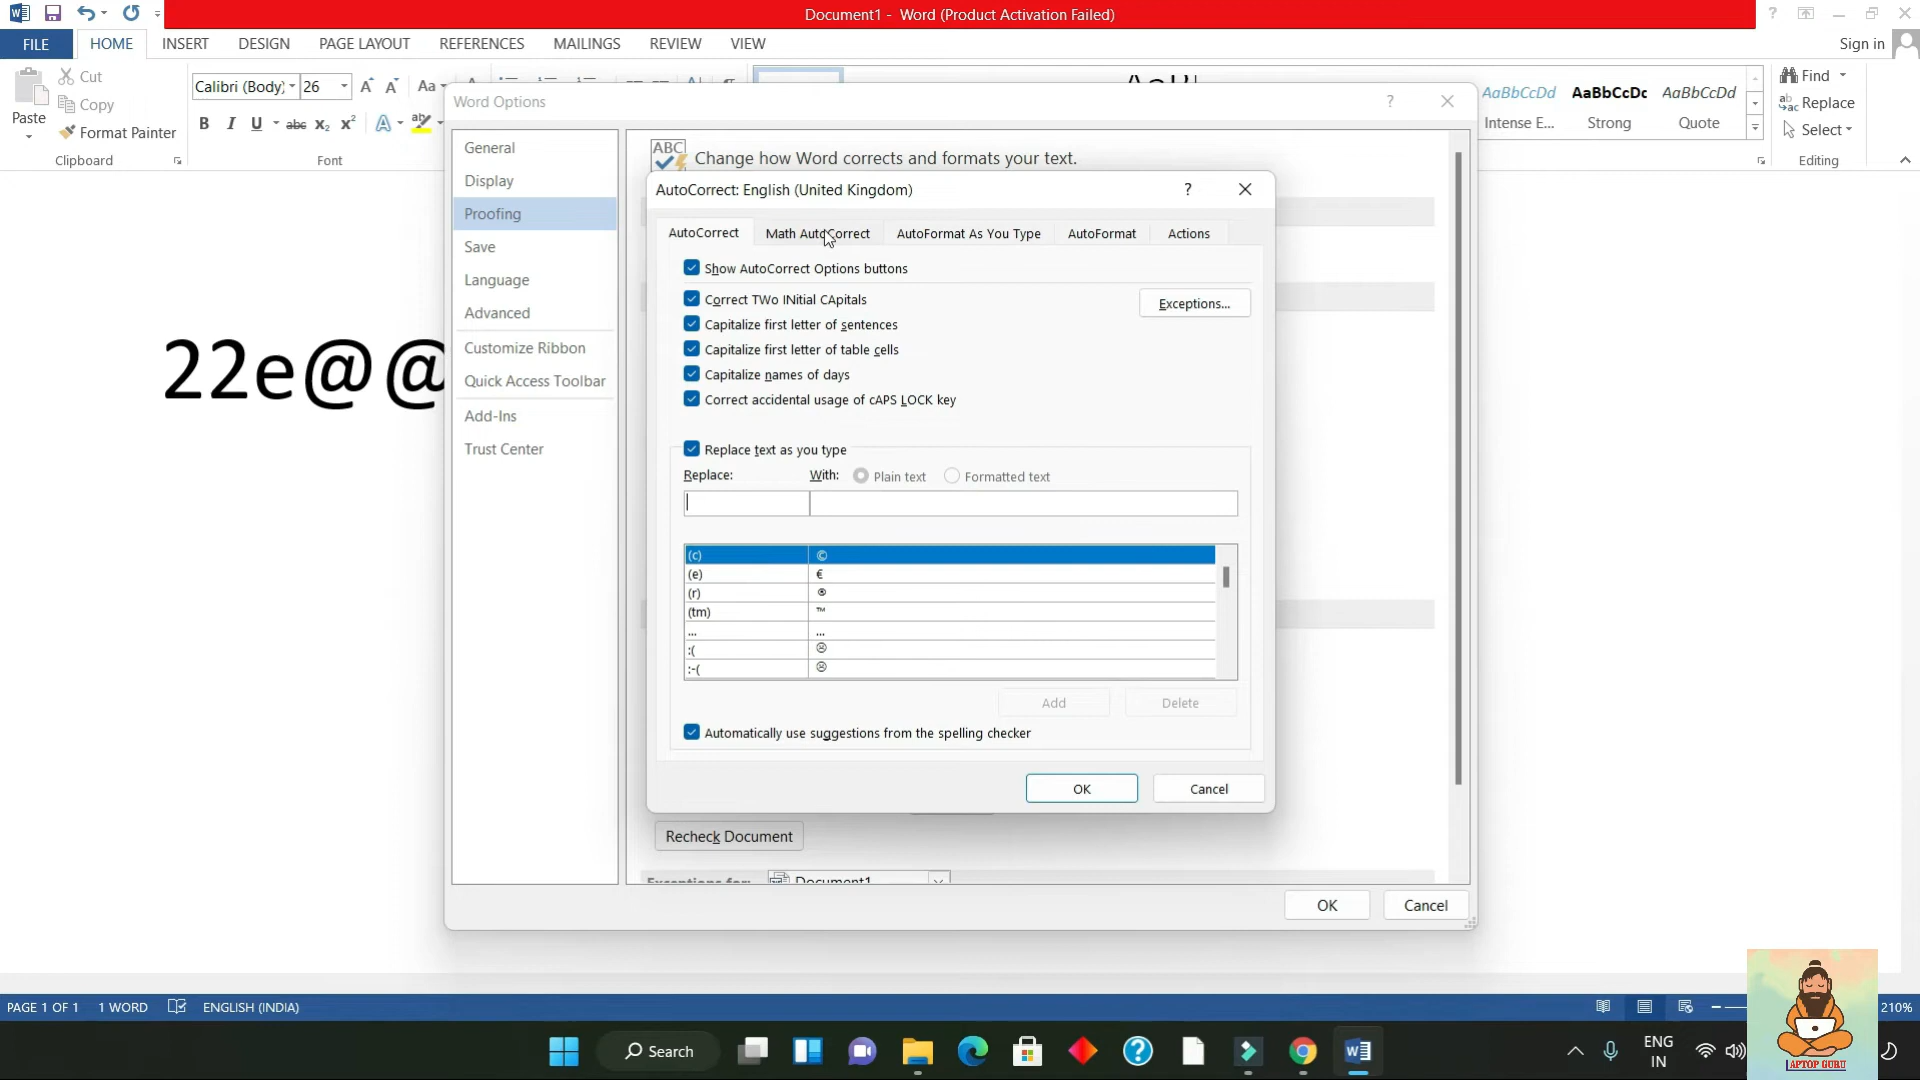 Document1 - Word (Product Activation Failed)
FILE HOME INSERT DESIGN PAGE LAYOUT REFERENCES MAILINGS REVIEW VIEW
Sign in
Paste
Cut
Copy
Format Painter
Clipboard
Calibri (Body) 26
Aa
B I U abc X₂ X²
Font
AaBbCcDd AaBbCcDc AaBbCcDd
Intense E... Strong Quote
Find
Replace
Select
Editing
Word Options
General
Display
Proofing
Save
Language
Advanced
Customize Ribbon
Quick Access Toolbar
Add-Ins
Trust Center
ABC
Change how Word corrects and formats your text.
AutoCorrect: English (United Kingdom)
AutoCorrect Math AutoCorrect AutoFormat As You Type AutoFormat Actions
Show AutoCorrect Options buttons
Correct TWo INitial CApitals
Exceptions...
Capitalize first letter of sentences
Capitalize first letter of table cells
Capitalize names of days
Correct accidental usage of cAPS LOCK key
Replace text as you type
Replace: With: Plain text Formatted text
(c) ©
(e) €
(r) ®
(tm) ™
... ...
:( ☹
:-( ☹
Add Delete
Automatically use suggestions from the spelling checker
OK Cancel
22e@@
Recheck Document
Exceptions for: Document1
OK Cancel
PAGE 1 OF 1 1 WORD ENGLISH (INDIA)
210%
Search
ENG
IN
LAPTOP GURU